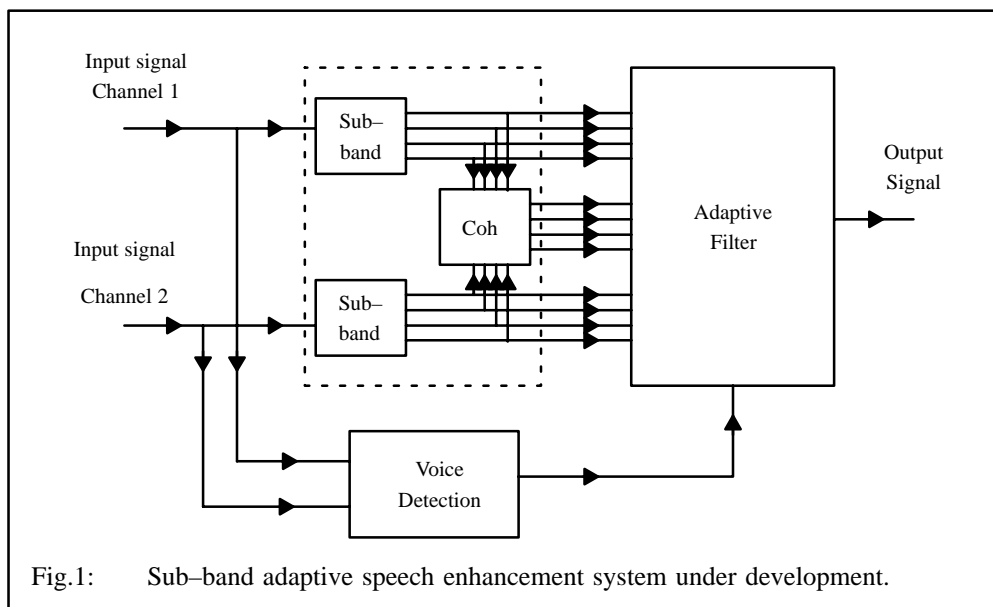 Input signal
Channel 1
Sub–
band
Coh
Adaptive
Filter
Output
Signal
Input signal
Channel 2
Sub–
band
Voice
Detection
Fig.1: Sub–band adaptive speech enhancement system under development.